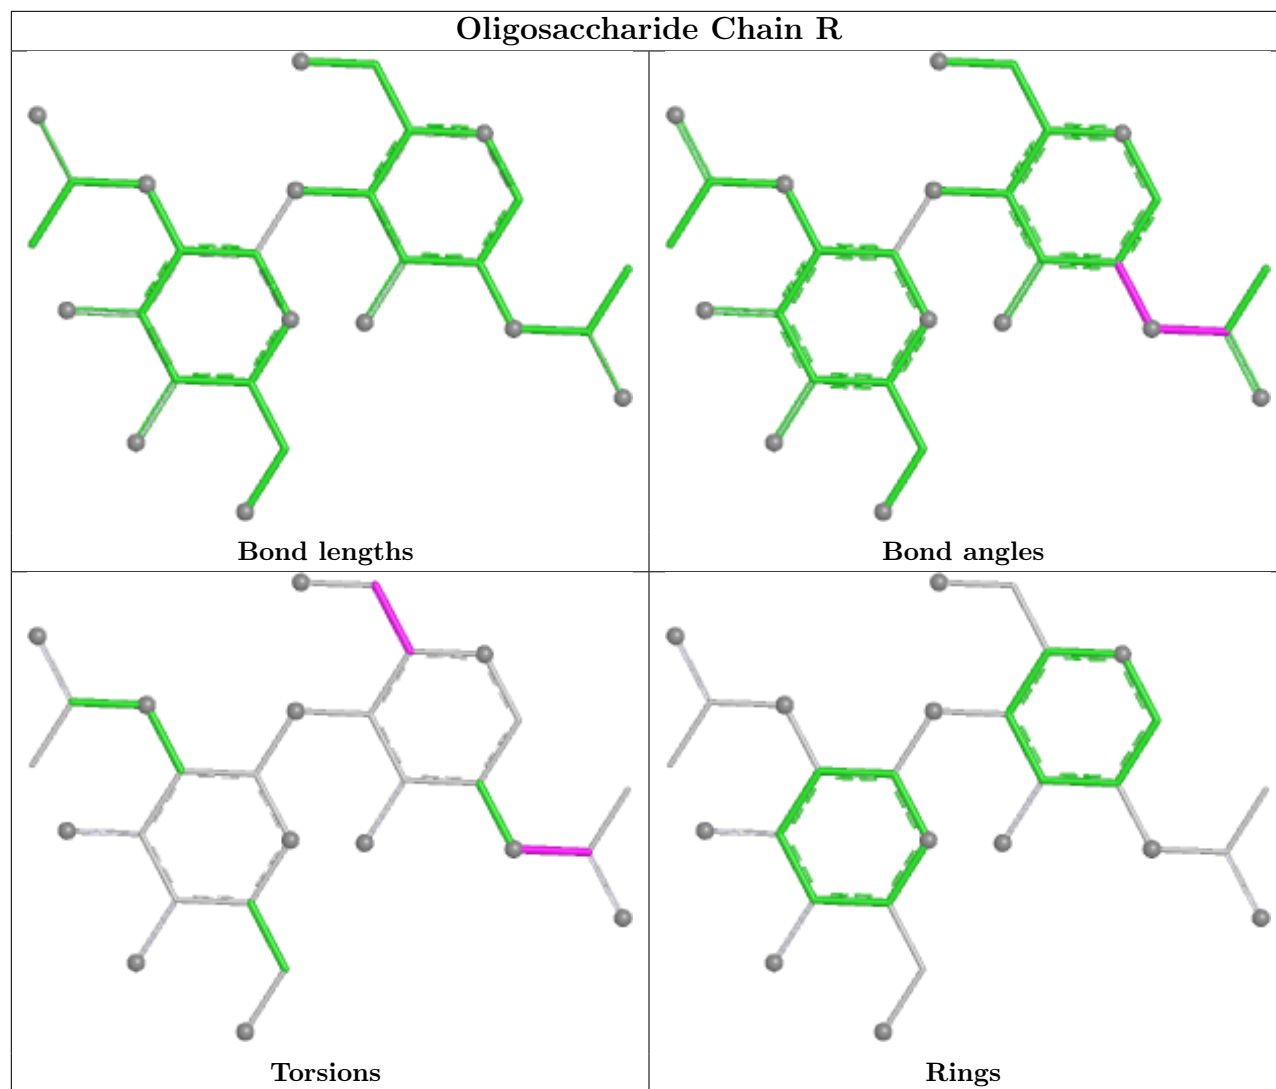 Oligosaccharide Chain R
Bond lengths
Bond angles
Torsions
Rings